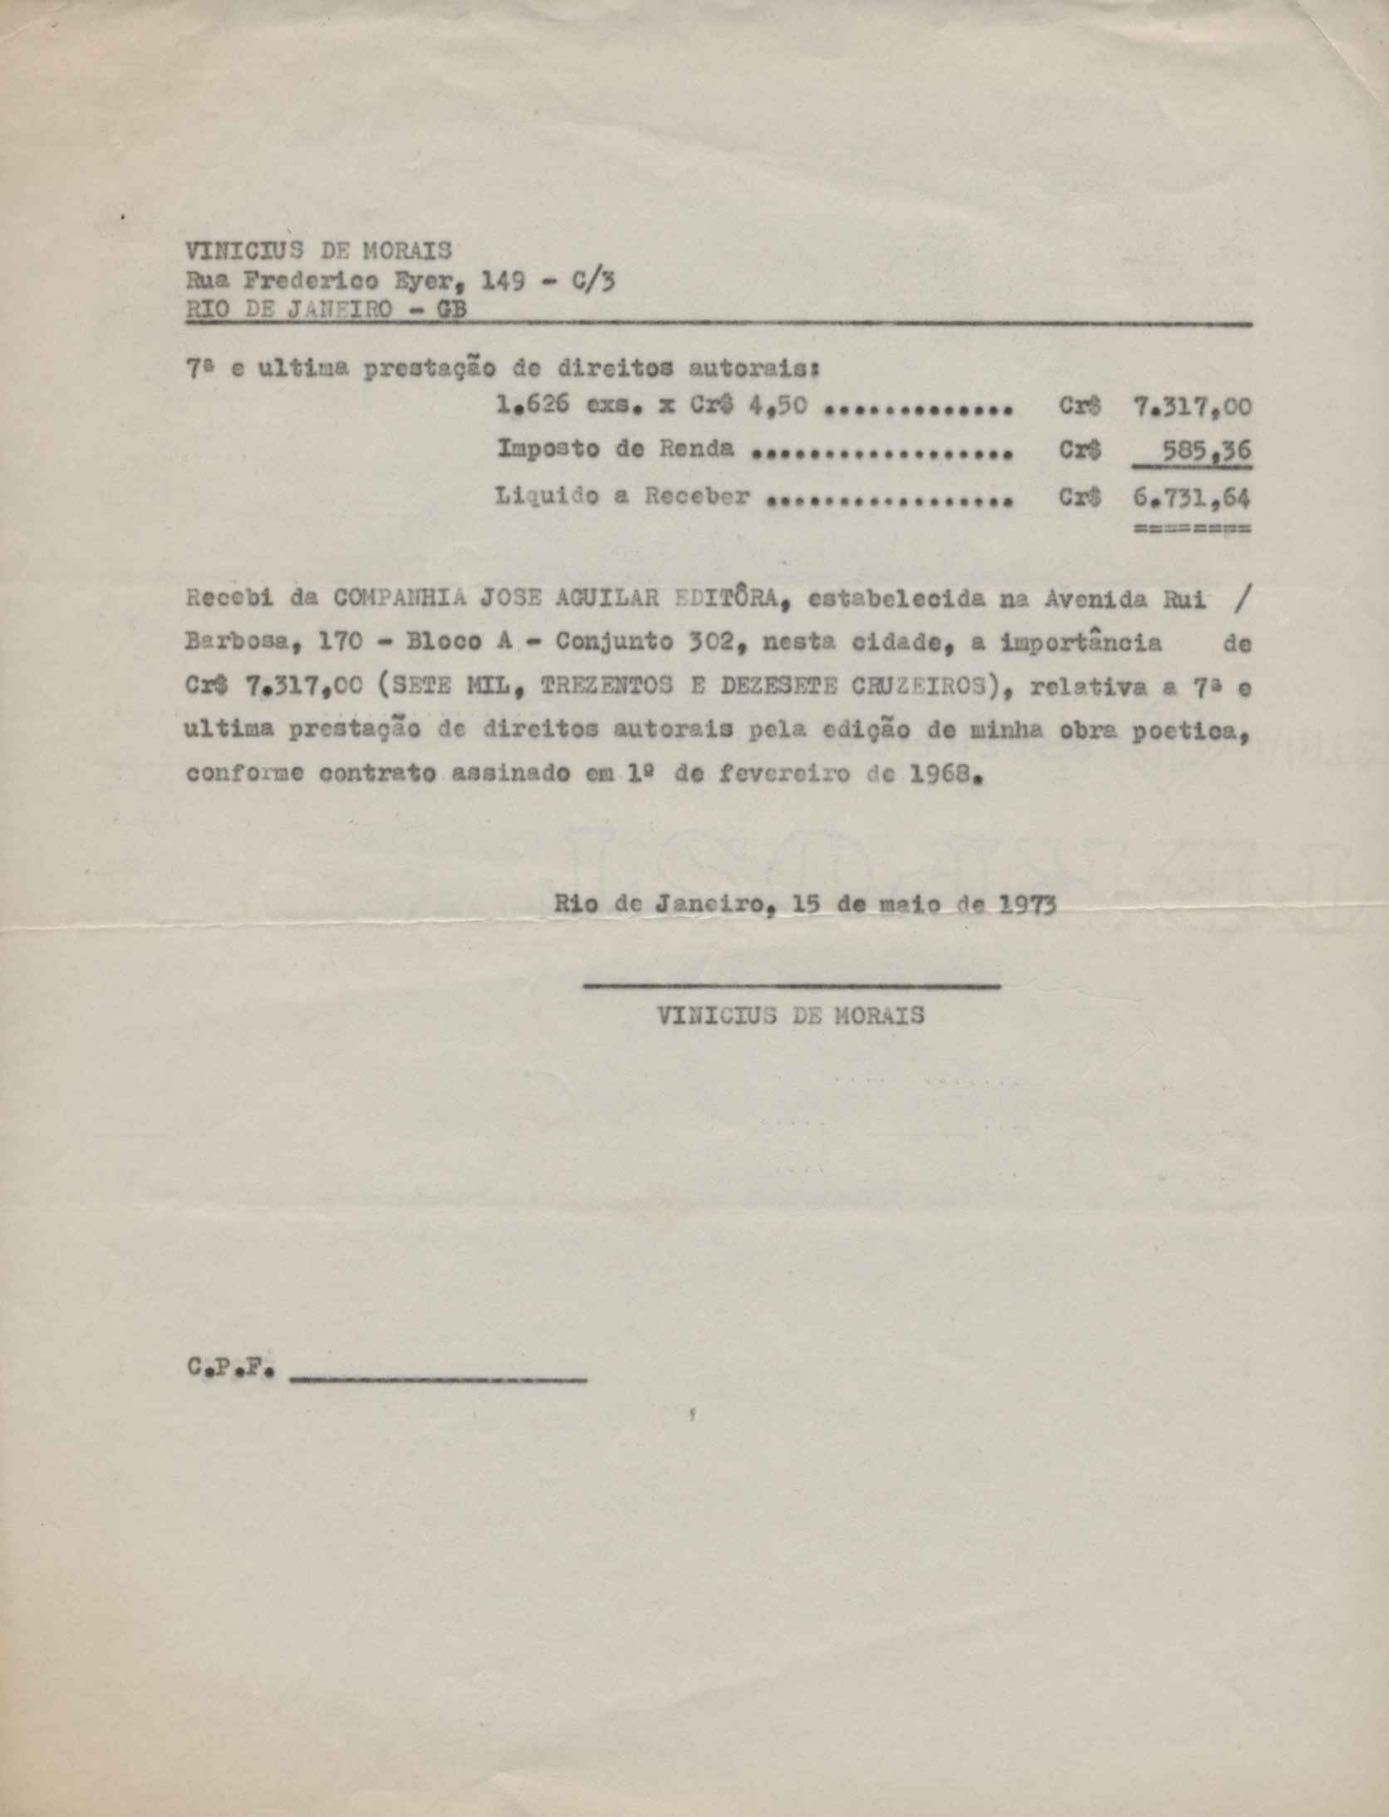 VINICIUS DE MORAIS
Rua Frederico Eyer, 149 - C/3
RIO DE JANEIRO - GB
7ª e ultima prestação de direitos autorais:
1.626 exs. x Cr$ 4,50 ............. Cr$ 7.317,00
Imposto de Renda .................. Cr$ 585,36
Liquido a Receber ................. Cr$ 6.731,64
========
Recebi da COMPANHIA JOSE AGUILAR EDITÔRA, estabelecida na Avenida Rui /
Barbosa, 170 - Bloco A - Conjunto 302, nesta cidade, a importância de
Cr$ 7.317,00 (SETE MIL, TREZENTOS E DEZESETE CRUZEIROS), relativa a 7ª e
ultima prestação de direitos autorais pela edição de minha obra poetica,
conforme contrato assinado em 1º de fevereiro de 1968.
Rio de Janeiro, 15 de maio de 1973
VINICIUS DE MORAIS
C.P.F.